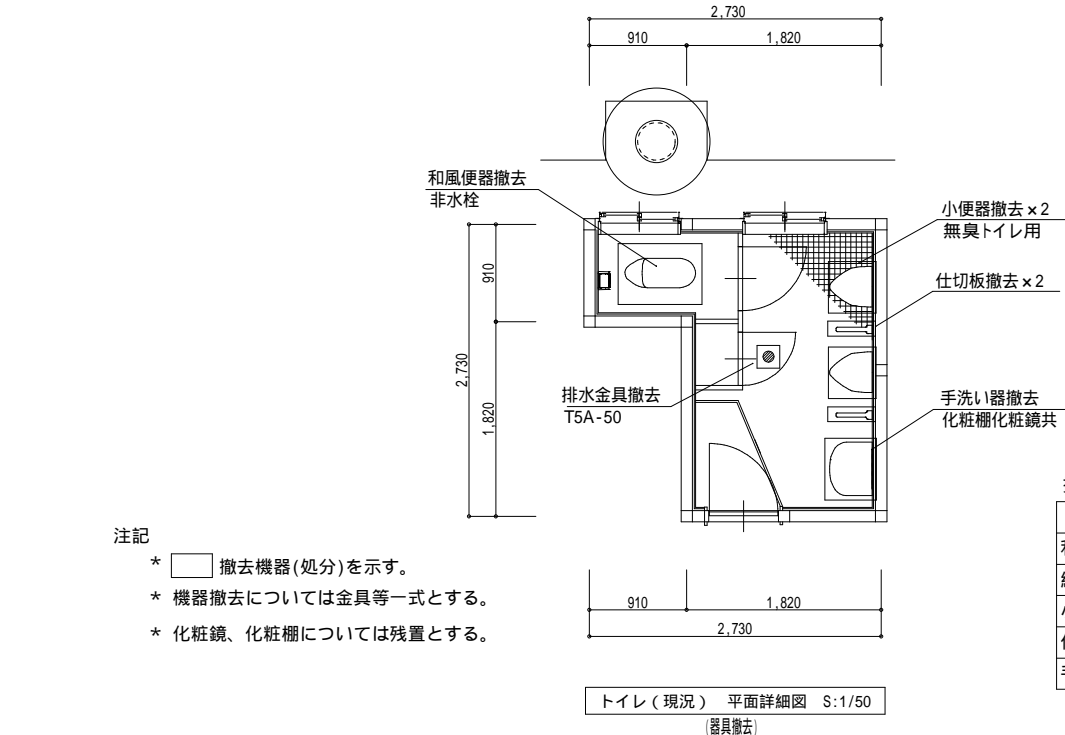 2,730
910
1,820
和風便器撤去
非水栓
小便器撤去×2
無臭トイレ用
仕切板撤去×2
910
2,730
1,820
排水金具撤去
T5A-50
手洗い器撤去
化粧棚化粧鏡共
注記
* 撤去機器(処分)を示す。
* 機器撤去については金具等一式とする。
* 化粧鏡、化粧棚については残置とする。
910
1,820
2,730
トイレ(現況) 平面詳細図 S:1/50
(器具撤去)